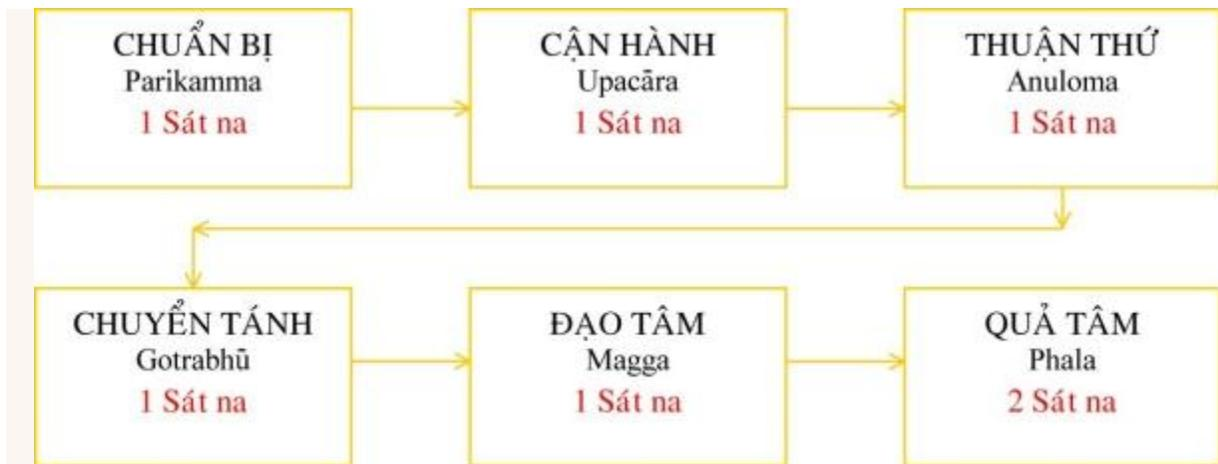 CHUẨN BỊ
Parikamma
1 Sát na
CẬN HÀNH
Upacāra
1 Sát na
THUẬN THỨ
Anuloma
1 Sát na
CHUYỂN TÁNH
Gotrabhū
1 Sát na
ĐẠO TÂM
Magga
1 Sát na
QUẢ TÂM
Phala
2 Sát na